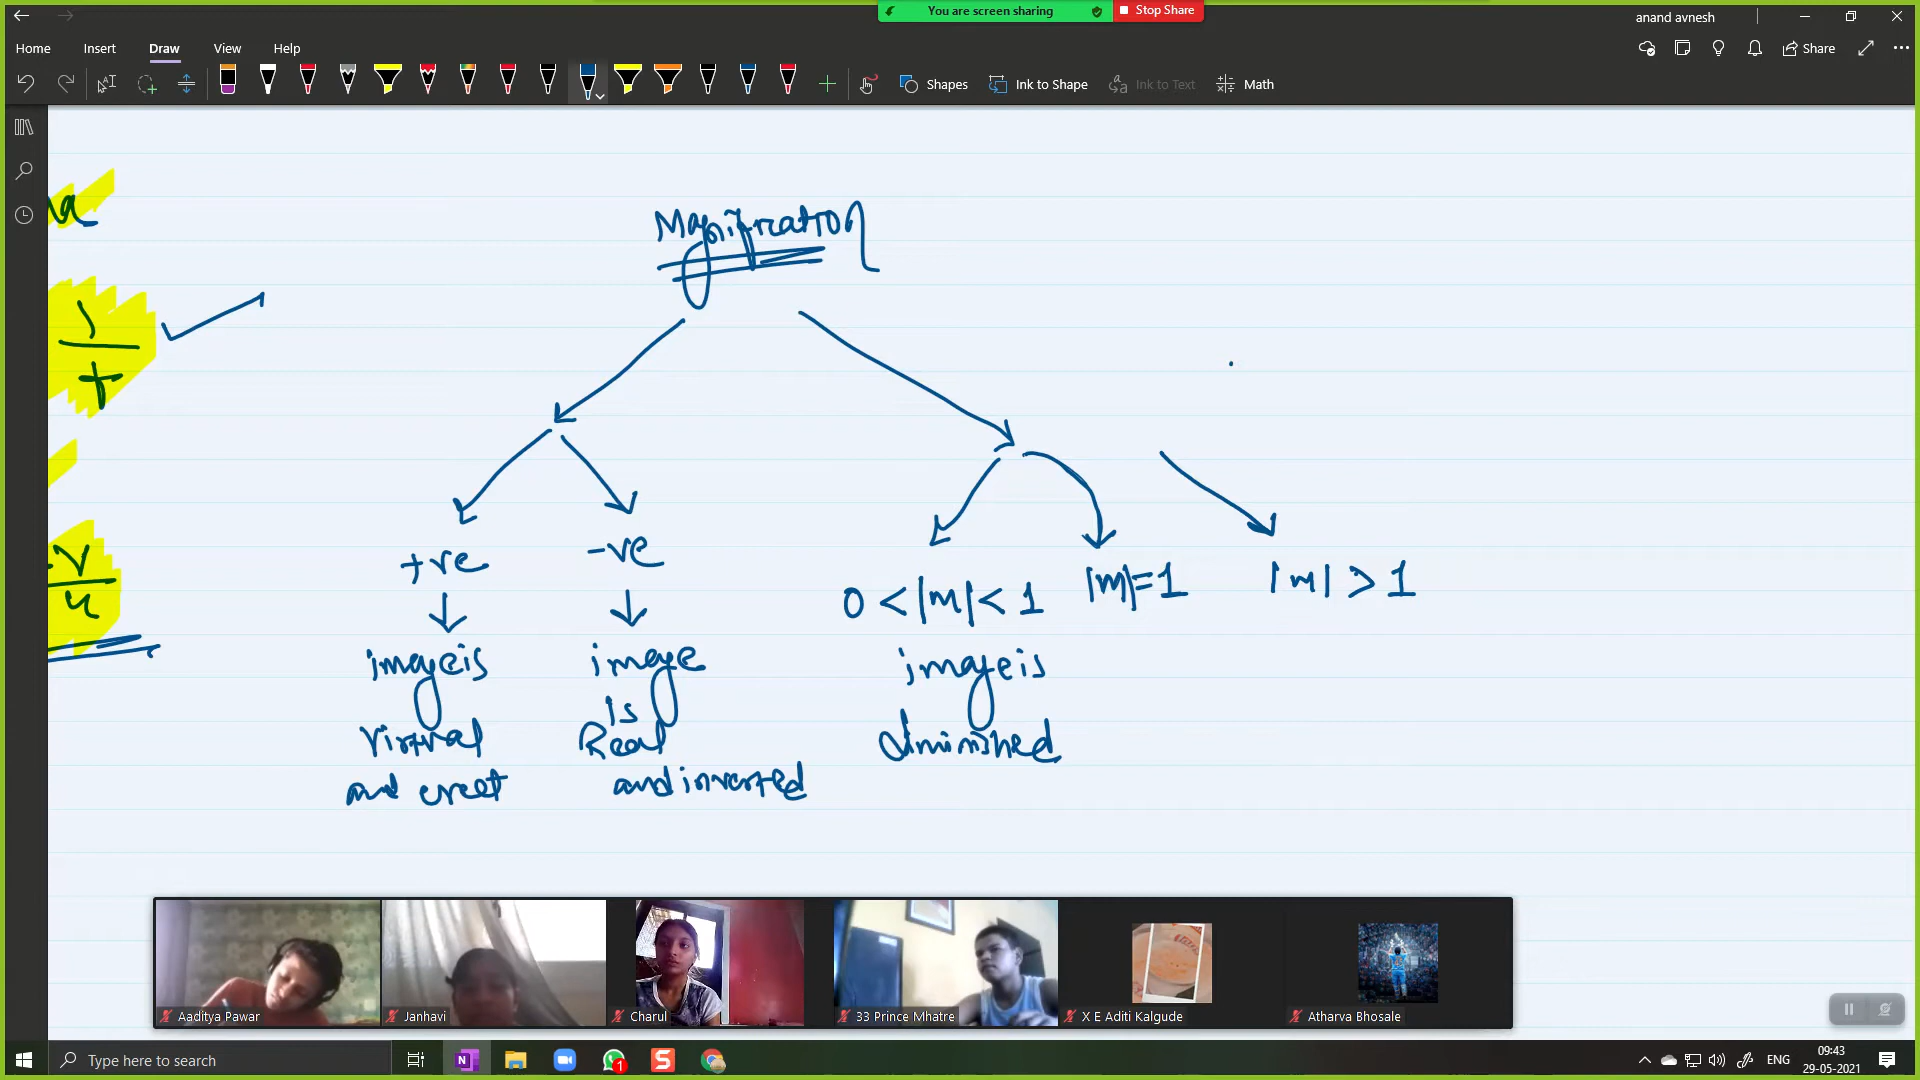 You are screen sharing
Stop Share
anand avnesh
Home Insert Draw View Help
Share
Shapes Ink to Shape Ink to Text Math
Magnification
1
f
v
u
+ve
-ve
0 < |m| < 1
|m| = 1
|m| > 1
image is
virtual
and erect
image
is
Real
and inverted
image is
diminished
Aaditya Pawar
Janhavi
Charul
33 Prince Mhatre
X E Aditi Kalgude
Atharva Bhosale
Type here to search
1
ENG
09:43
29-05-2021